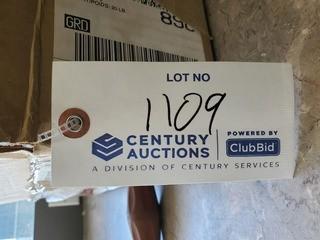 GRD
LOT NO
1109
CENTURY AUCTIONS
POWERED BY
ClubBid
A DIVISION OF CENTURY SERVICES